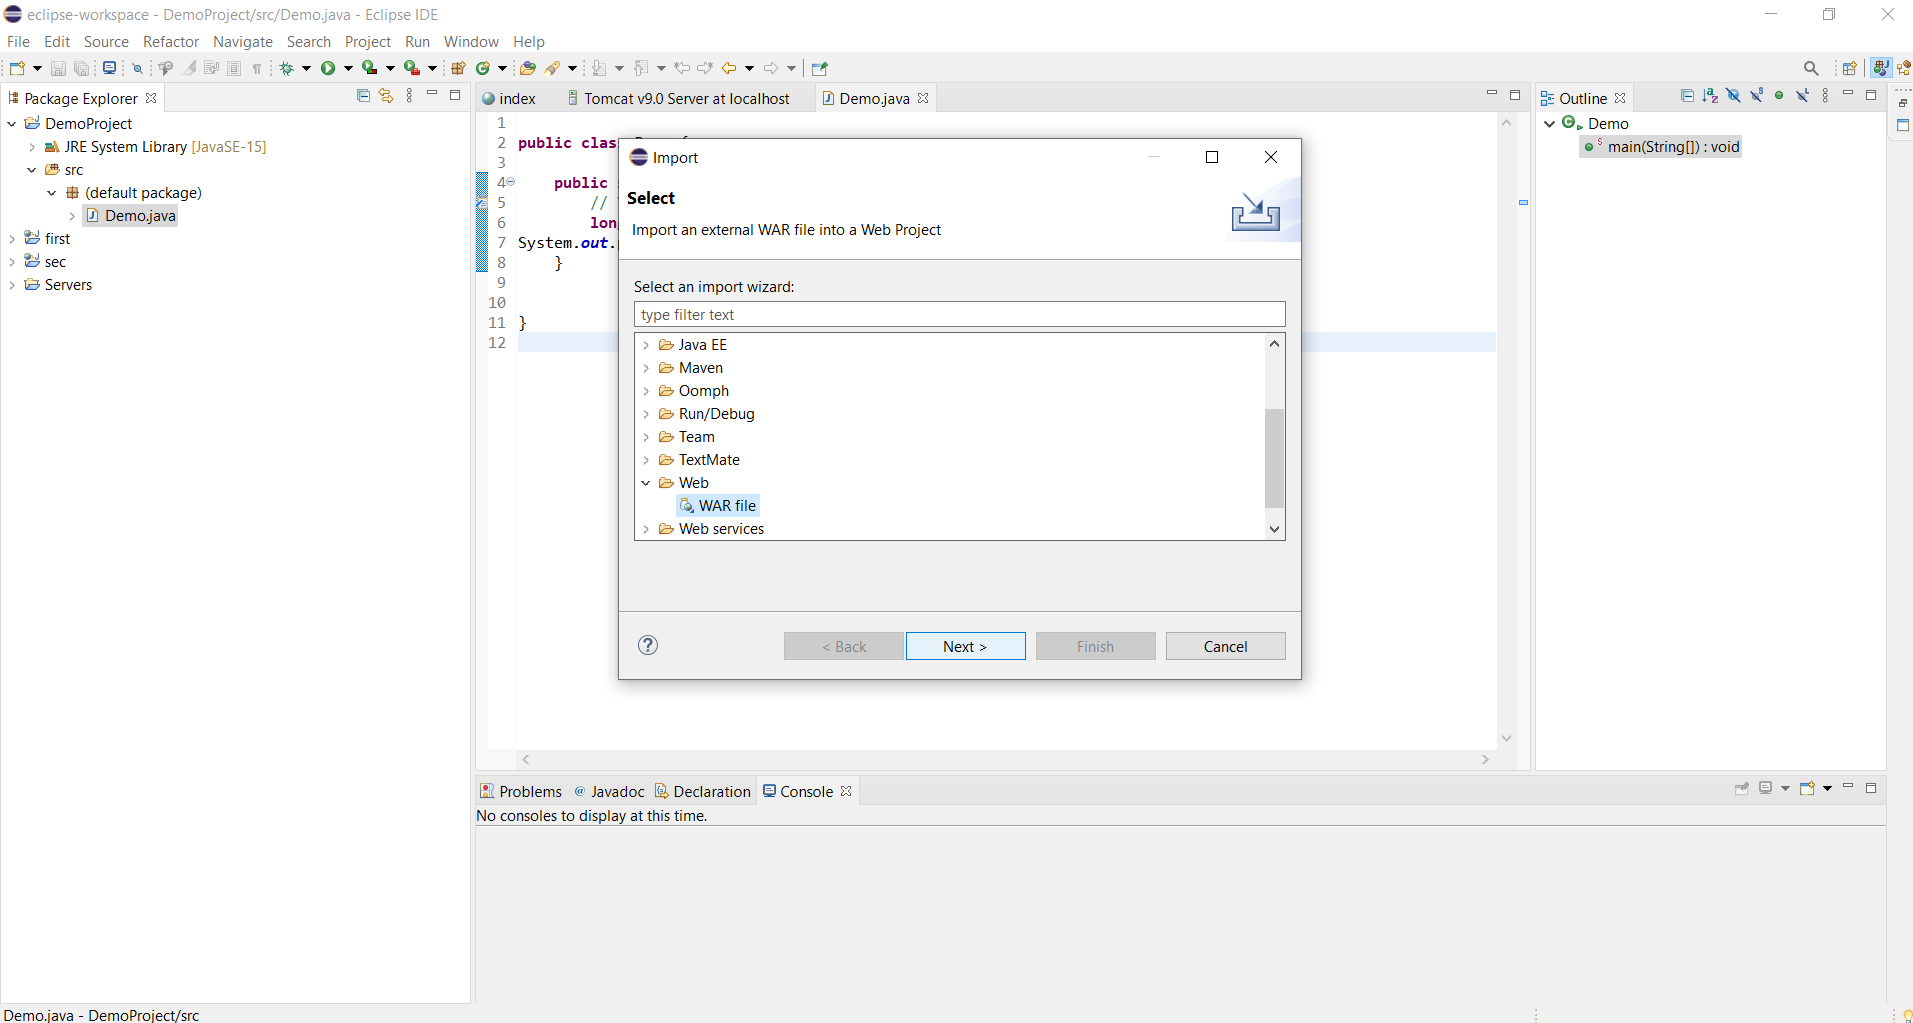 eclipse-workspace - DemoProject/src/Demo.java - Eclipse IDE
File Edit Source Refactor Navigate Search Project Run Window Help
Package Explorer
DemoProject
JRE System Library [JavaSE-15]
src
(default package)
Demo.java
first
sec
Servers
index Tomcat v9.0 Server at localhost Demo.java
1
2 public clas
3
4 public
5 //
6 lon
7 System.out.
8 }
9
10
11 }
12
Import
Select
Import an external WAR file into a Web Project
Select an import wizard:
type filter text
Java EE
Maven
Oomph
Run/Debug
Team
TextMate
Web
WAR file
Web services
< Back Next > Finish Cancel
Outline
Demo
main(String[]) : void
Problems @ Javadoc Declaration Console
No consoles to display at this time.
Demo.java - DemoProject/src